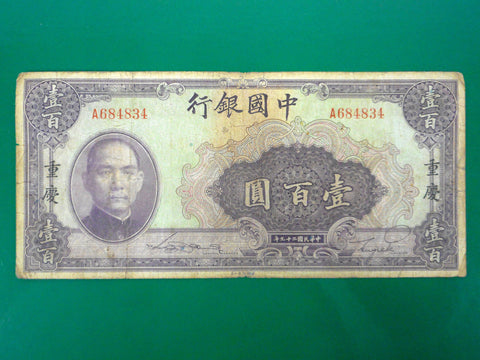 中國銀行
A684834 A684834
壹百 壹百
重慶 重慶
圓百壹
中華民國二十九年
壹百 壹百